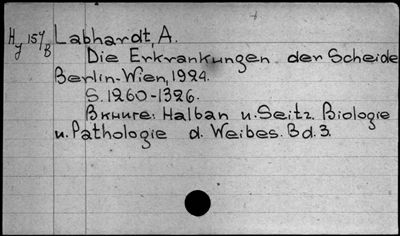 Hy 157/B Labhardt, A.
Die Erkrankungen der Scheide
Berlin-Wien, 1924.
S. 1260-1326.
В книге: Halban u. Seitz. Biologie
u. Pathologie d. Weibes. Bd. 3.